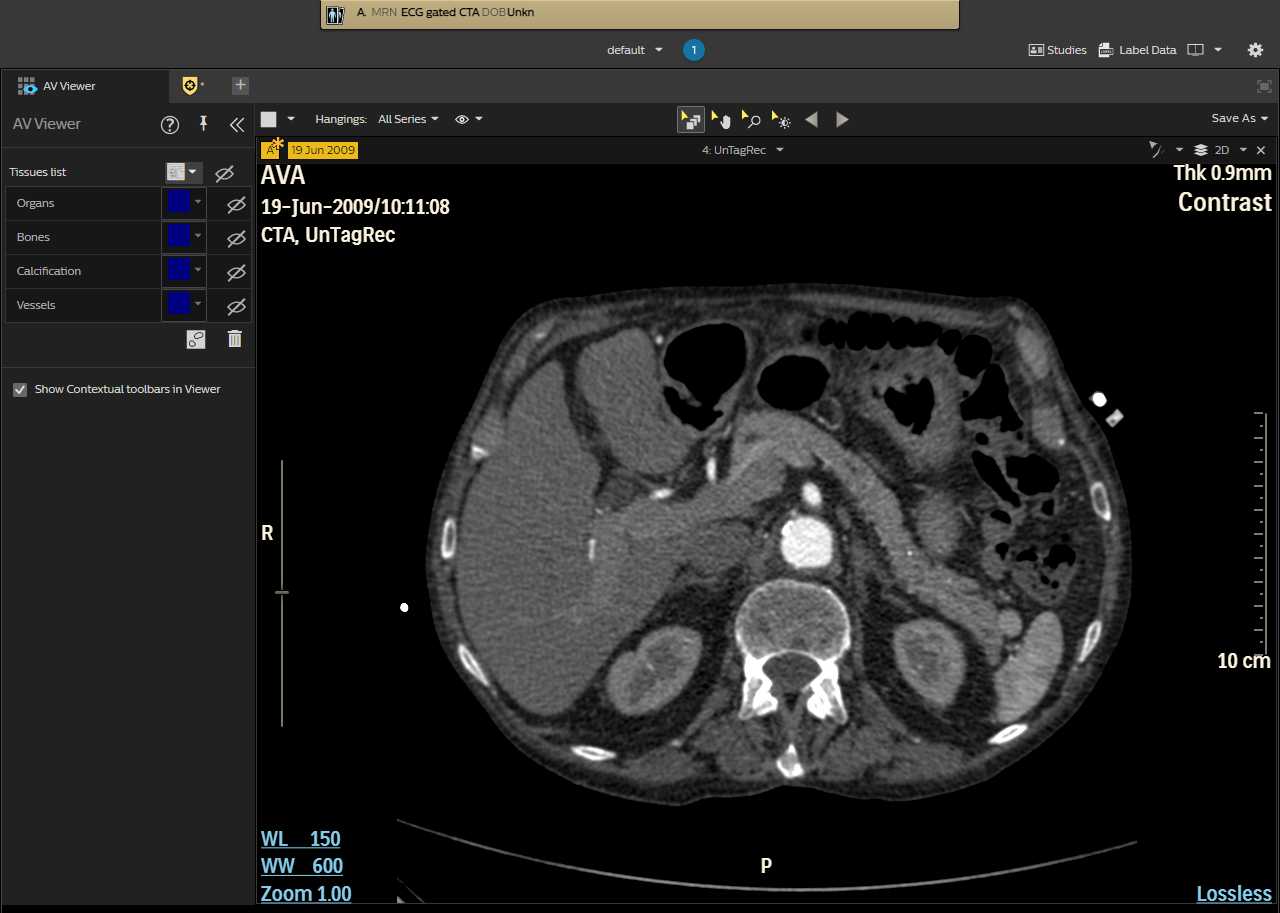 A. MRN ECG gated CTA DOB Unkn
default 1
Studies Label Data
AV Viewer
AV Viewer
Hangings: All Series
Save As
A 19 Jun 2009
4: UnTagRec
2D
Tissues list
Organs
Bones
Calcification
Vessels
Show Contextual toolbars in Viewer
AVA
19-Jun-2009/10:11:08
CTA, UnTagRec
Thk 0.9mm
Contrast
R
10 cm
WL 150
WW 600
Zoom 1.00
P
Lossless